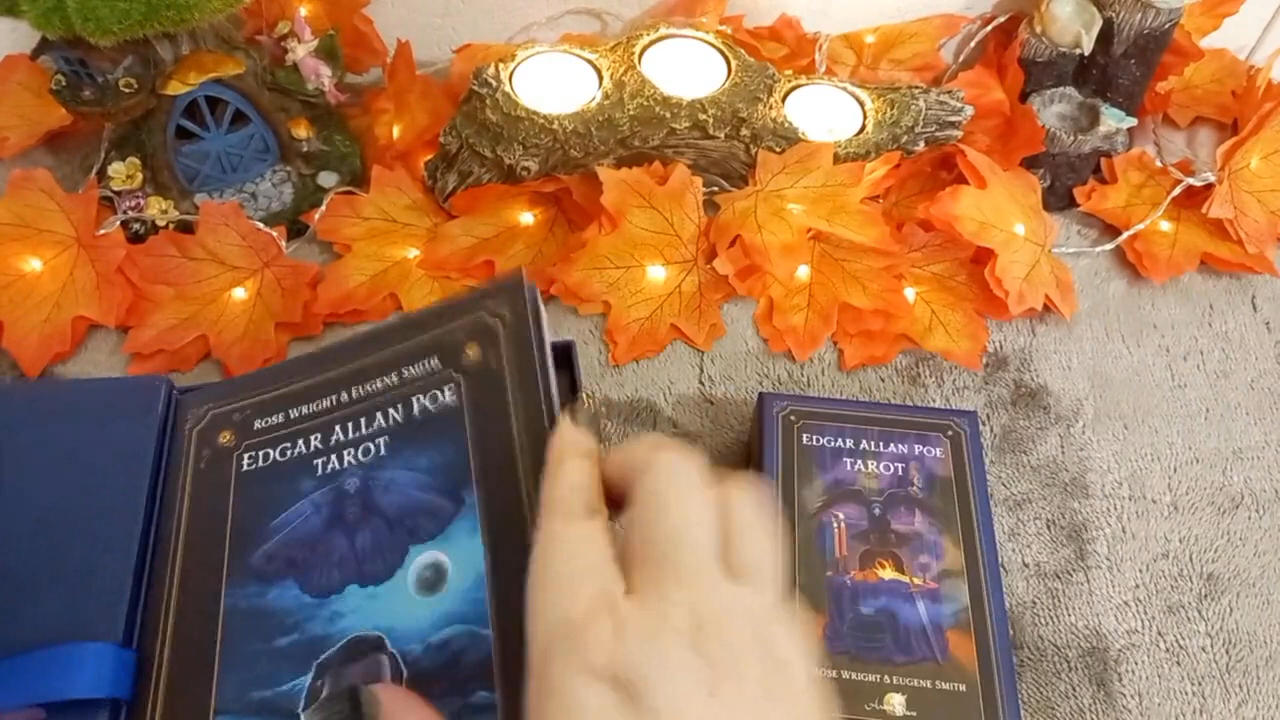 ROSE WRIGHT & EUGENE SMITH
EDGAR ALLAN POE
TAROT
EDGAR ALLAN POE
TAROT
ROSE WRIGHT & EUGENE SMITH